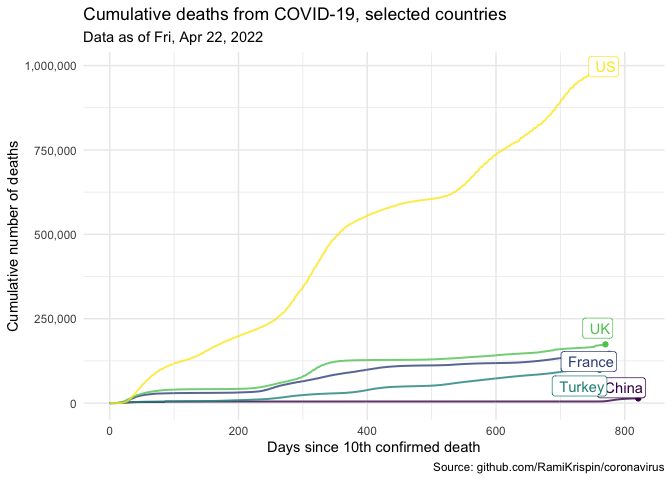 Cumulative deaths from COVID-19, selected countries
Data as of Fri, Apr 22, 2022
Cumulative number of deaths
1,000,000
750,000
500,000
250,000
0
US
UK
France
China
Turkey
0 200 400 600 800
Days since 10th confirmed death
Source: github.com/RamiKrispin/coronavirus